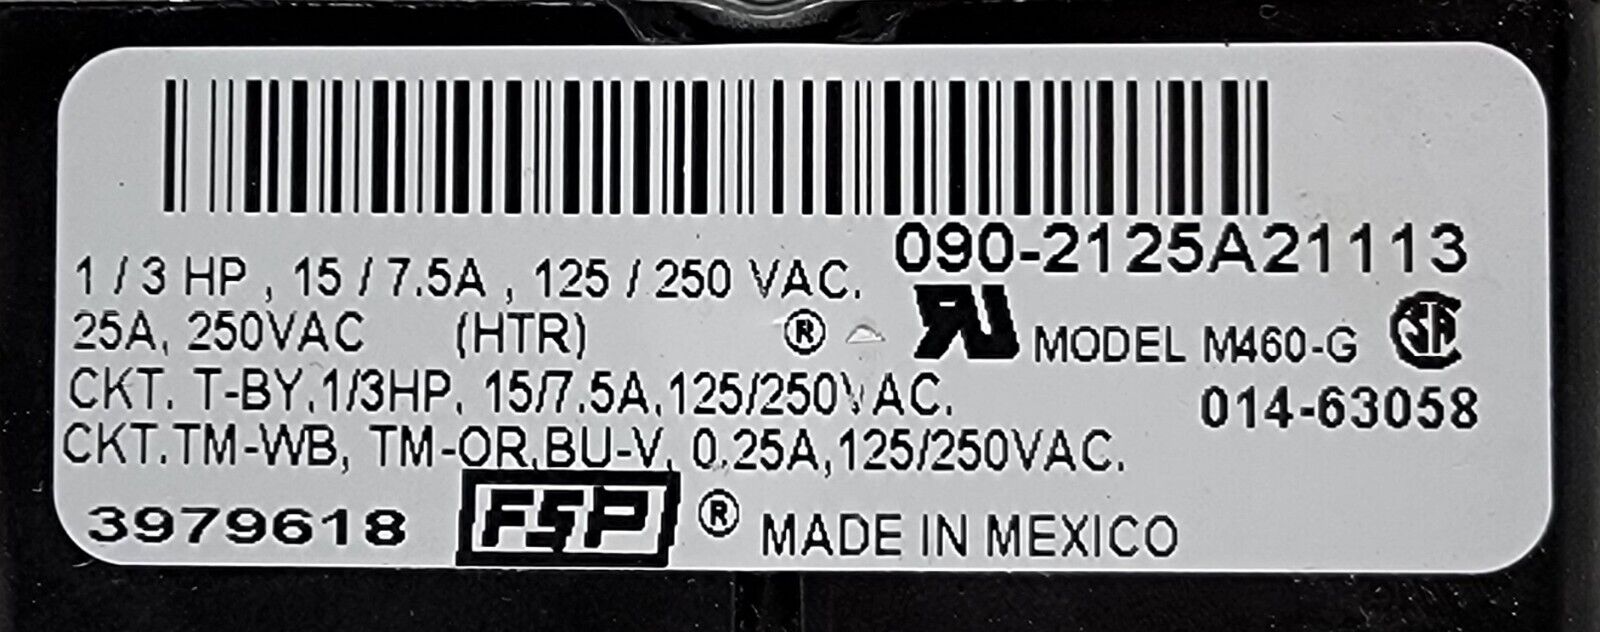 090-2125A21113
1 / 3 HP , 15 / 7.5A , 125 / 250 VAC.
25A, 250VAC (HTR) ® RU MODEL M460-G CSA
CKT. T-BY,1/3HP, 15/7.5A,125/250VAC.
014-63058
CKT.TM-WB, TM-OR,BU-V, 0.25A,125/250VAC.
3979618 FSP ® MADE IN MEXICO